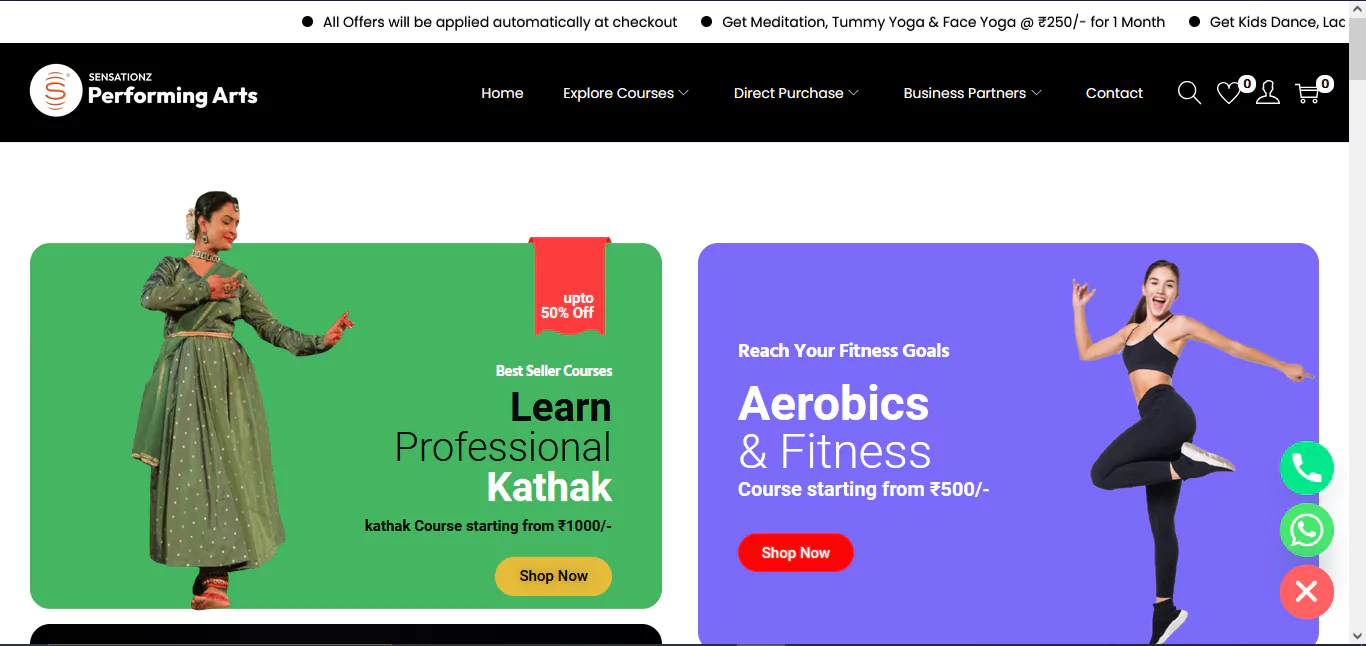 All Offers will be applied automatically at checkout
Get Meditation, Tummy Yoga & Face Yoga @ ₹250/- for 1 Month
Get Kids Dance,
SENSATIONZ
Performing Arts
Home
Explore Courses
Direct Purchase
Business Partners
Contact
0
0
upto
50% Off
Best Seller Courses
Learn
Professional
Kathak
kathak Course starting from ₹1000/-
Shop Now
Reach Your Fitness Goals
Aerobics
& Fitness
Course starting from ₹500/-
Shop Now